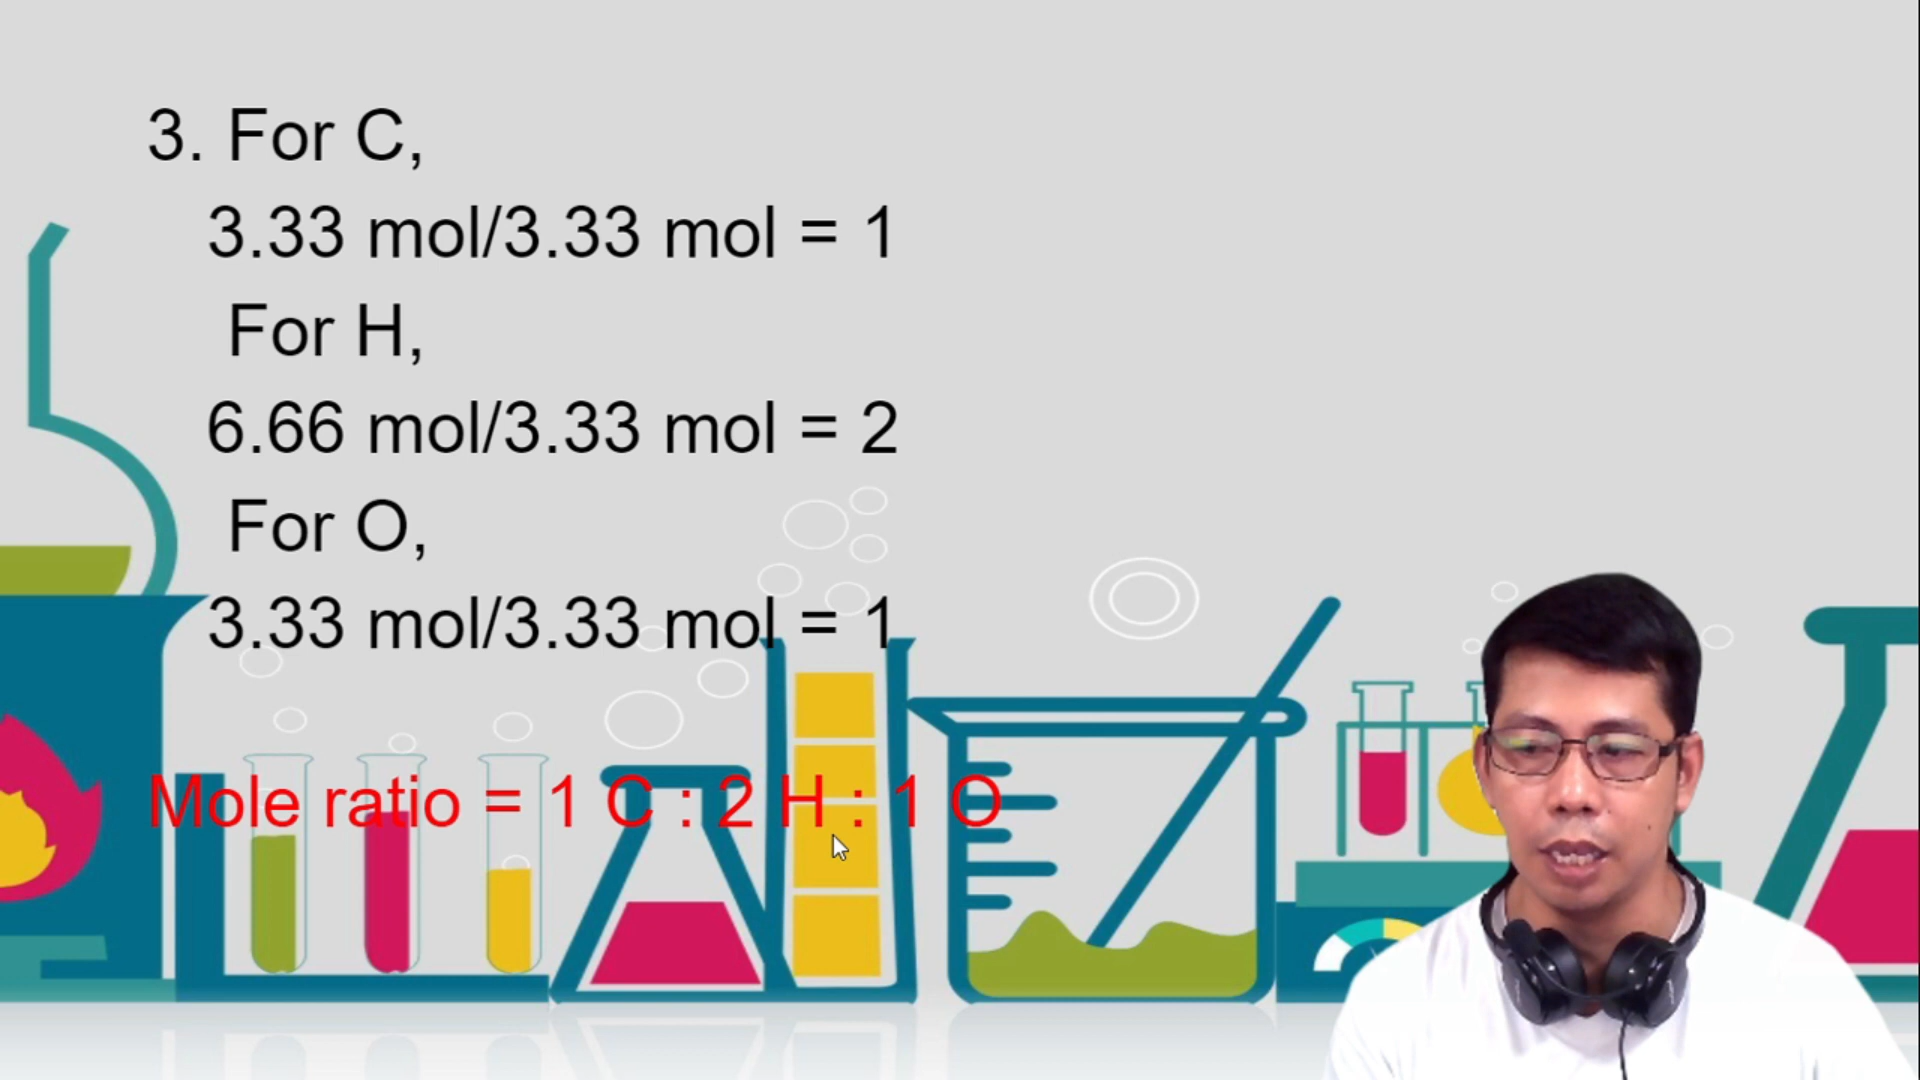 3. For C,
3.33 mol/3.33 mol = 1
For H,
6.66 mol/3.33 mol = 2
For O,
3.33 mol/3.33 mol = 1
Mole ratio = 1 C : 2 H : 1 O